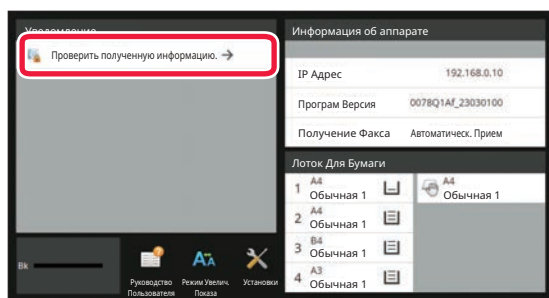 Уведомление
Проверить полученную информацию. →
Bk
Руководство Пользователя
Режим Увелич. Показа
Установки
Информация об аппарате
IP Адрес 192.168.0.10
Програм Версия 0078Q1Af_23030100
Получение Факса Автоматическ. Прием
Лоток Для Бумаги
1 A4 Обычная 1
A4 Обычная 1
2 A4 Обычная 1
3 B4 Обычная 1
4 A3 Обычная 1